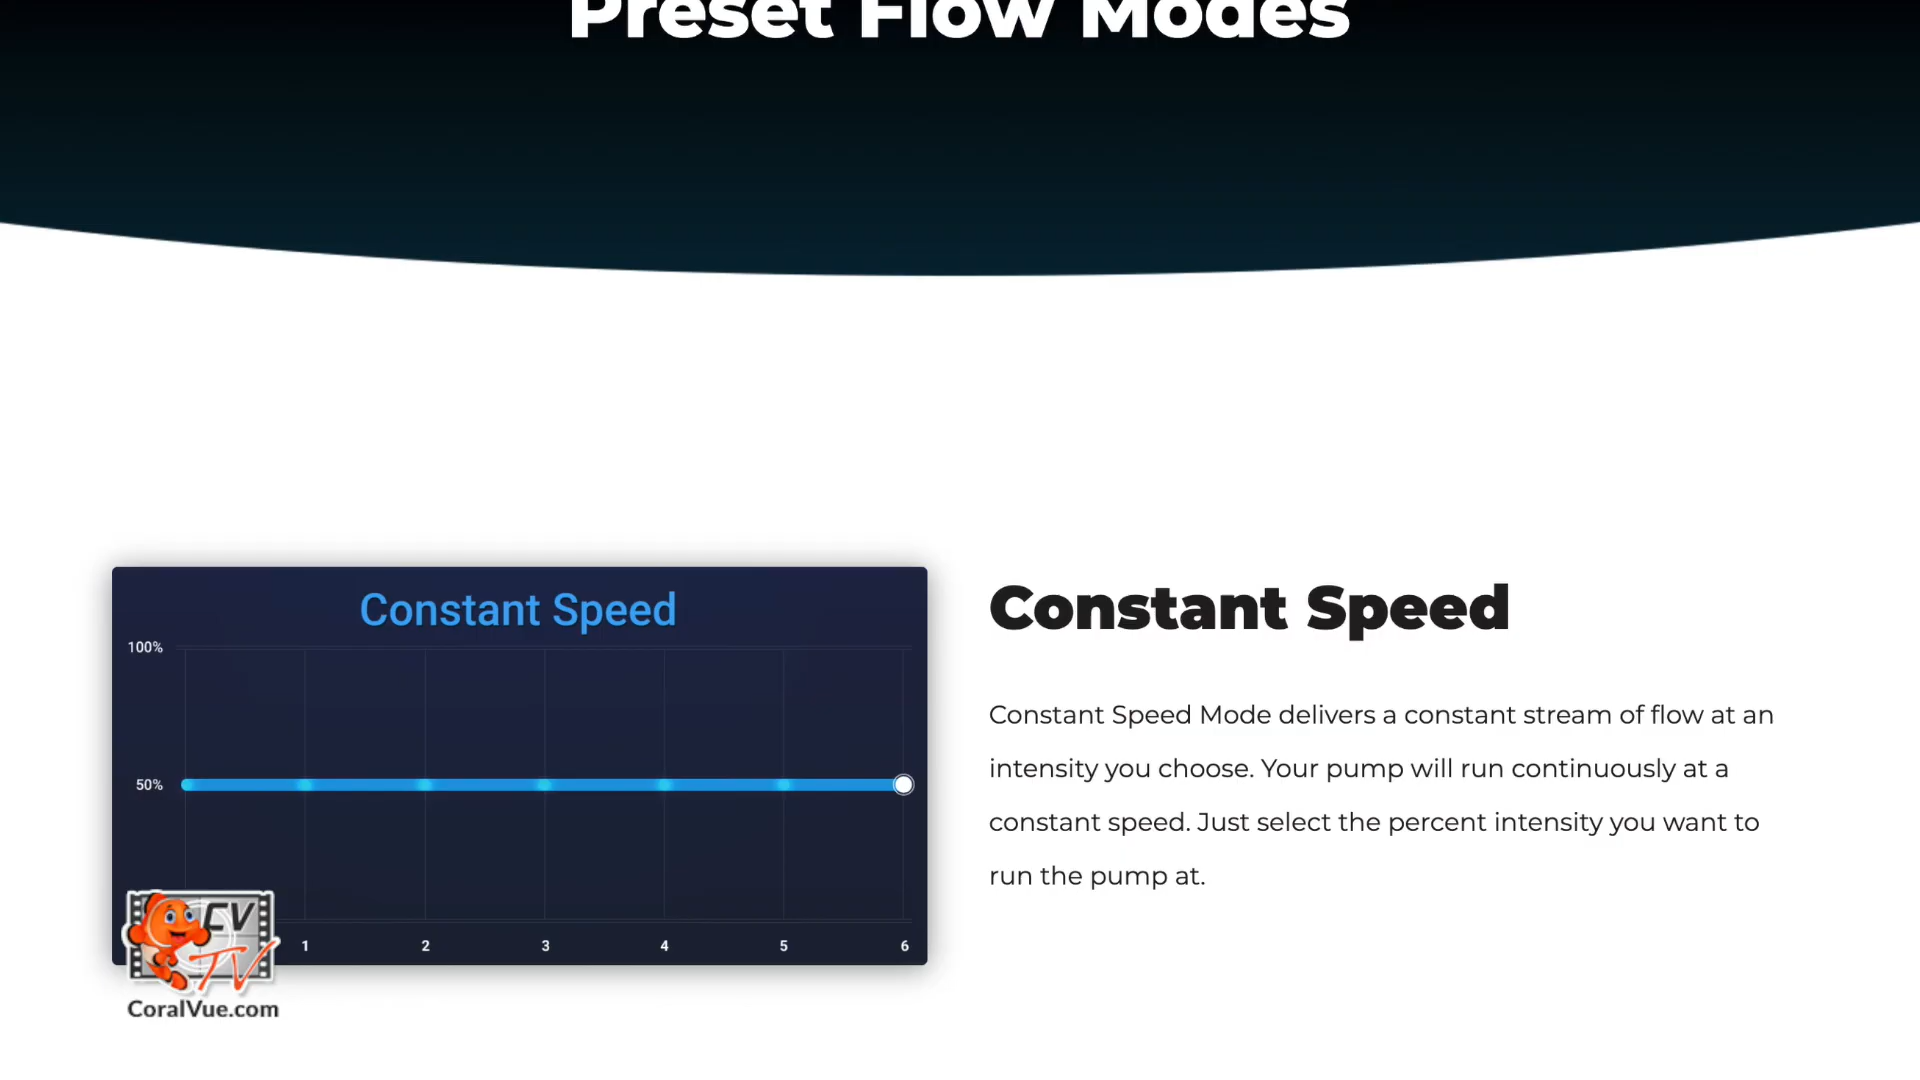 Preset Flow Modes
Constant Speed
100%
50%
1 2 3 4 5 6
CV
TV
CoralVue.com
Constant Speed
Constant Speed Mode delivers a constant stream of flow at an
intensity you choose. Your pump will run continuously at a
constant speed. Just select the percent intensity you want to
run the pump at.